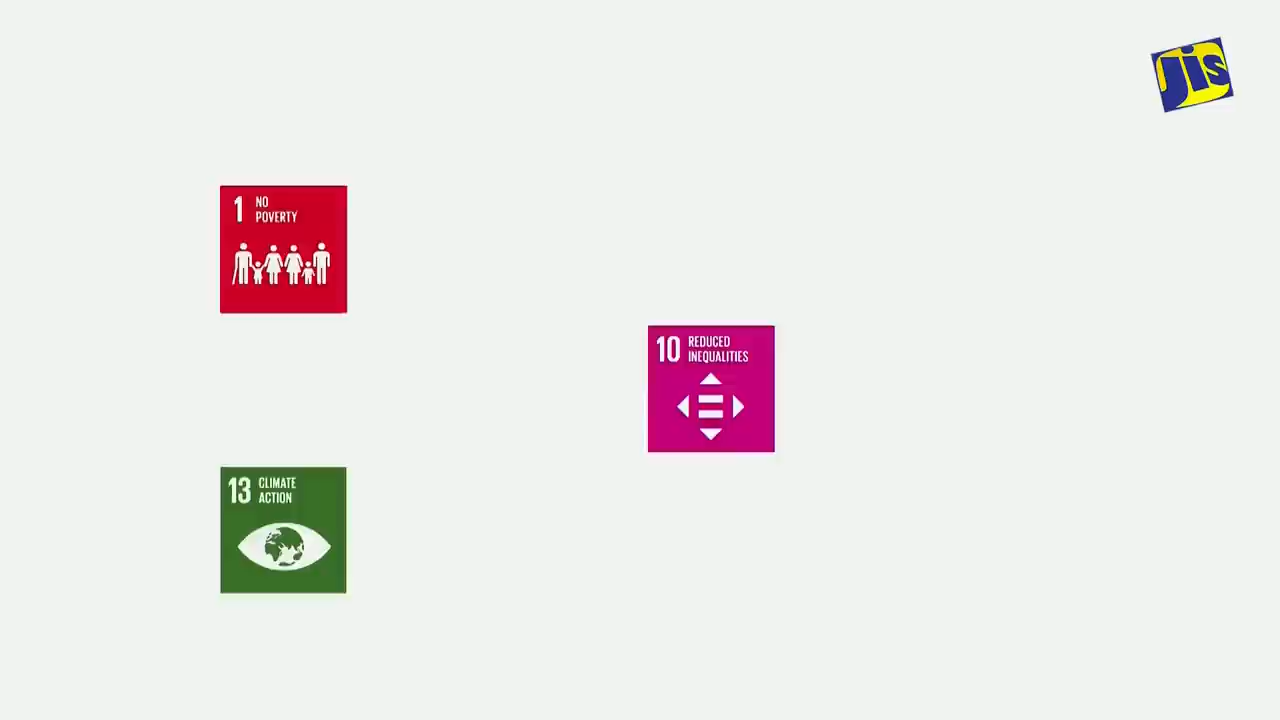 jis
1 NO
POVERTY
10 REDUCED
INEQUALITIES
13 CLIMATE
ACTION